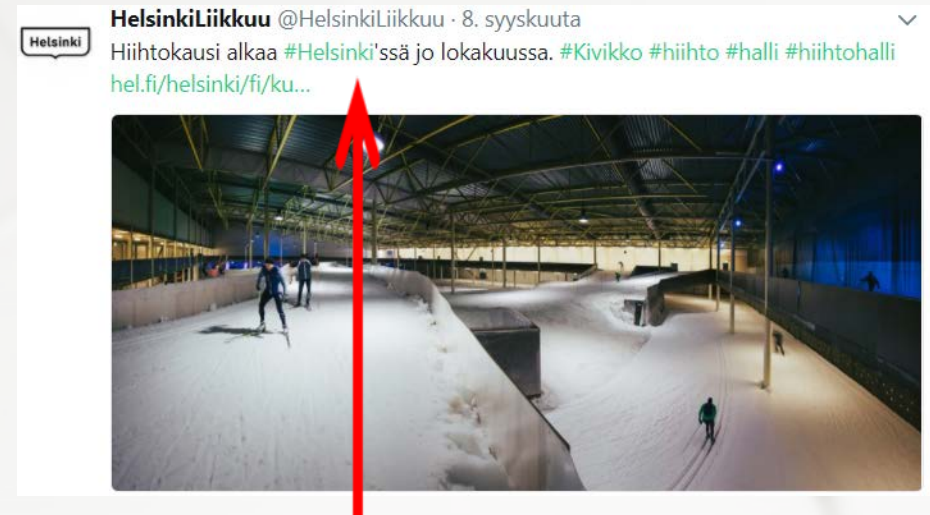 HelsinkiLiikkuu @HelsinkiLiikkuu · 8. syyskuuta
Helsinki
Hiihtokausi alkaa #Helsinki'ssä jo lokakuussa. #Kivikko #hiihto #halli #hiihtohalli
hel.fi/helsinki/fi/ku...